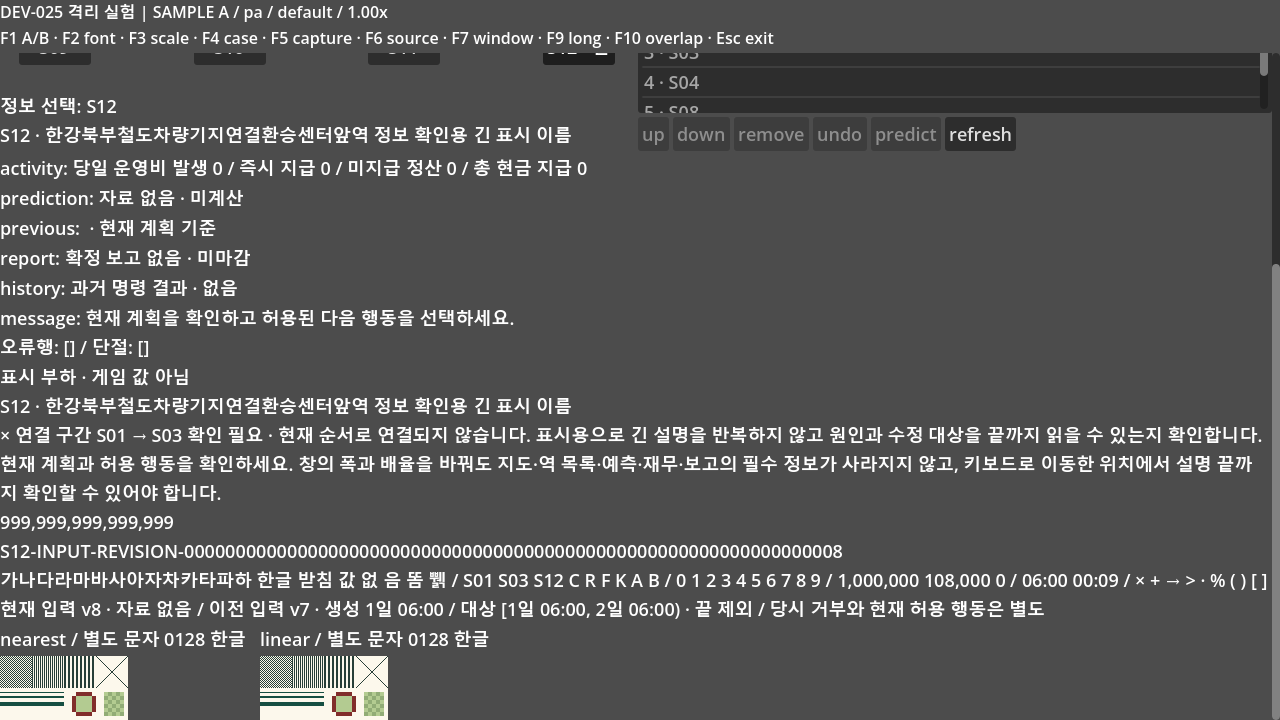 DEV-025 격리 실험 | SAMPLE A / pa / default / 1.00x
F1 A/B · F2 font · F3 scale · F4 case · F5 capture · F6 source · F7 window · F9 long · F10 overlap · Esc exit
3 · S03
4 · S04
5 · S08
up down remove undo predict refresh
정보 선택: S12
S12 · 한강북부철도차량기지연결환승센터앞역 정보 확인용 긴 표시 이름
activity: 당일 운영비 발생 0 / 즉시 지급 0 / 미지급 정산 0 / 총 현금 지급 0
prediction: 자료 없음 · 미계산
previous:  · 현재 계획 기준
report: 확정 보고 없음 · 미마감
history: 과거 명령 결과 · 없음
message: 현재 계획을 확인하고 허용된 다음 행동을 선택하세요.
오류행: [] / 단절: []
표시 부하 · 게임 값 아님
S12 · 한강북부철도차량기지연결환승센터앞역 정보 확인용 긴 표시 이름
× 연결 구간 S01 → S03 확인 필요 · 현재 순서로 연결되지 않습니다. 표시용으로 긴 설명을 반복하지 않고 원인과 수정 대상을 끝까지 읽을 수 있는지 확인합니다.
현재 계획과 허용 행동을 확인하세요. 창의 폭과 배율을 바꿔도 지도·역 목록·예측·재무·보고의 필수 정보가 사라지지 않고, 키보드로 이동한 위치에서 설명 끝까
지 확인할 수 있어야 합니다.
999,999,999,999,999
가나다라마바사아자차카타파하 한글 받침 값 없 음 똠 / S01 S03 S12 C R F K A B / 0 1 2 3 4 5 6 7 8 9 / 1,000,000 108,000 0 / 06:00 00:09 / × + → > · % ( ) [ ]
현재 입력 v8 · 자료 없음 / 이전 입력 v7 · 생성 1일 06:00 / 대상 [1일 06:00, 2일 06:00) · 끝 제외 / 당시 거부와 현재 허용 행동은 별도
nearest / 별도 문자 0128 한글 linear / 별도 문자 0128 한글